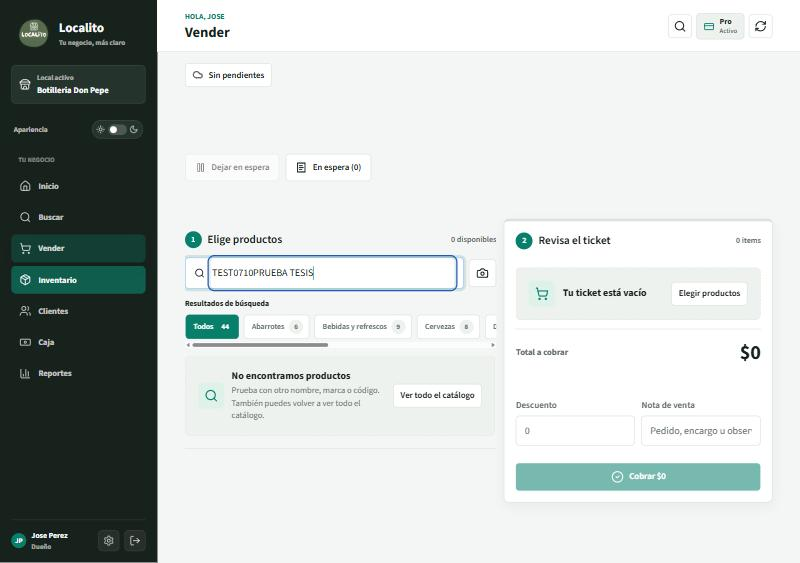 LOCALITO
Localito
Tu negocio, más claro
Local activo
Botillería Don Pepe
Apariencia
TU NEGOCIO
Inicio
Buscar
Vender
Inventario
Clientes
Caja
Reportes
JP
Jose Perez
Dueño
HOLA, JOSE
Vender
Pro
Activo
Sin pendientes
Dejar en espera
En espera (0)
1 Elige productos
0 disponibles
TEST0710PRUEBA TESIS
Resultados de búsqueda
Todos 44
Abarrotes 6
Bebidas y refrescos 9
Cervezas 8
No encontramos productos
Prueba con otro nombre, marca o código.
También puedes volver a ver todo el
catálogo.
Ver todo el catálogo
2 Revisa el ticket
0 items
Tu ticket está vacío
Elegir productos
Total a cobrar
$0
Descuento
Nota de venta
0
Pedido, encargo u obser
Cobrar $0